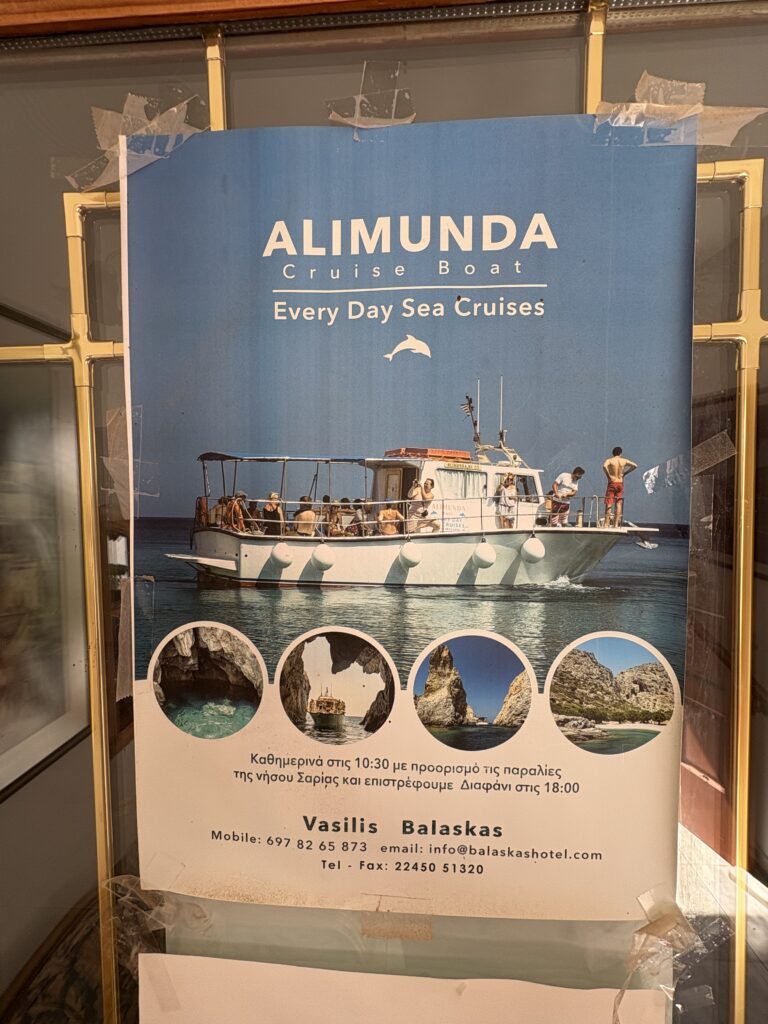 ALIMUNDA
Cruise Boat
Every Day Sea Cruises
ALIMUNDA
Καθημερινά στις 10:30 με προορισμό τις παραλίες
της νήσου Σαρίας και επιστρέφουμε Διαφάνι στις 18:00
Vasilis Balaskas
Mobile: 697 82 65 873 email: info@balaskashotel.com
Tel - Fax: 22450 51320